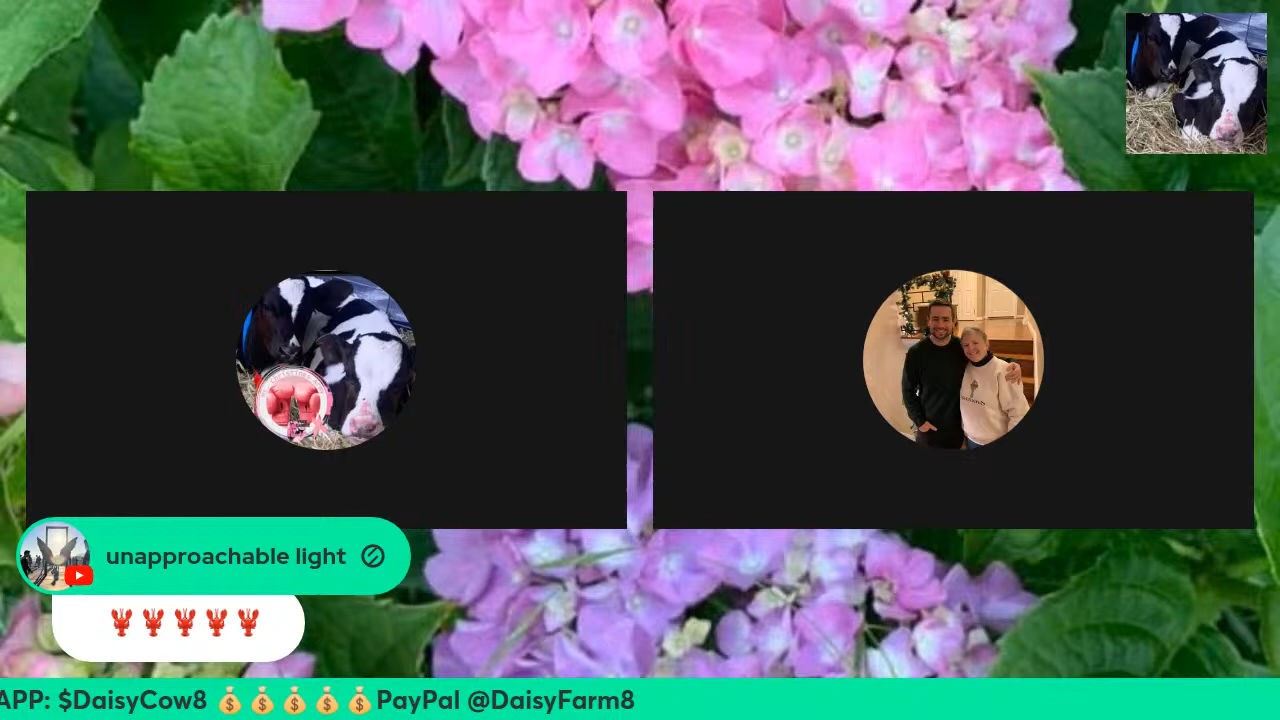 unapproachable light
🦞🦞🦞🦞🦞
APP: $DaisyCow8 💰💰💰💰💰PayPal @DaisyFarm8